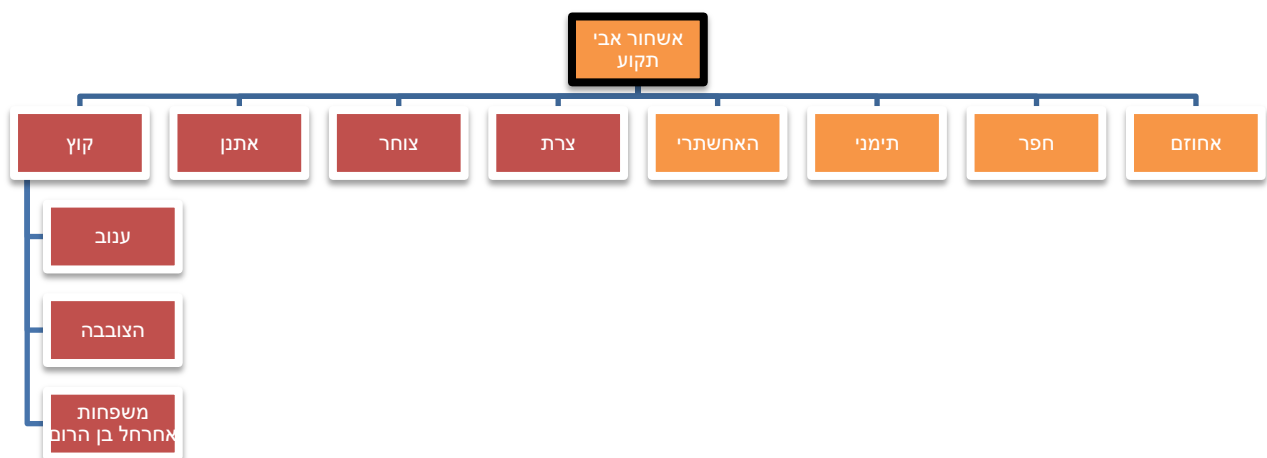 אשחור אבי
תקוע
אחוזם
חפר
תימני
האחשתרי
צרת
צוחר
אתנן
קוץ
ענוב
הצובבה
משפחות
אחרחל בן הרום